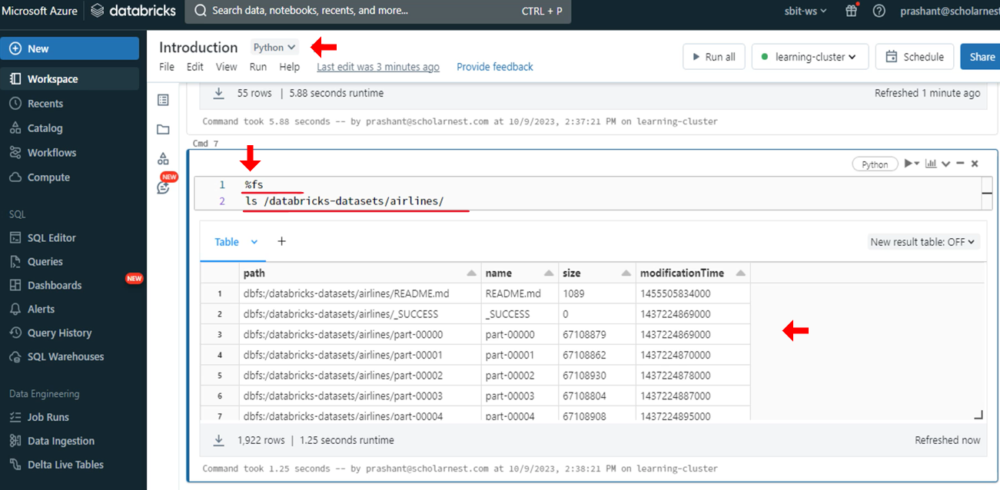 Microsoft Azure databricks Search data, notebooks, recents, and more... CTRL + P sbit-ws prashant@scholarnest
New
Workspace
Recents
Catalog
Workflows
Compute
SQL
SQL Editor
Queries
Dashboards NEW
Alerts
Query History
SQL Warehouses
Data Engineering
Job Runs
Data Ingestion
Delta Live Tables
Introduction Python
File Edit View Run Help Last edit was 3 minutes ago Provide feedback
Run all learning-cluster Schedule Share
NEW
55 rows | 5.88 seconds runtime Refreshed 1 minute ago
Command took 5.88 seconds -- by prashant@scholarnest.com at 10/9/2023, 2:37:21 PM on learning-cluster
Cmd 7
Python
1 %fs
2 ls /databricks-datasets/airlines/
Table + New result table: OFF
path name size modificationTime
1 dbfs:/databricks-datasets/airlines/README.md README.md 1089 1455505834000
2 dbfs:/databricks-datasets/airlines/_SUCCESS _SUCCESS 0 1437224869000
3 dbfs:/databricks-datasets/airlines/part-00000 part-00000 67108879 1437224869000
4 dbfs:/databricks-datasets/airlines/part-00001 part-00001 67108862 1437224870000
5 dbfs:/databricks-datasets/airlines/part-00002 part-00002 67108930 1437224878000
6 dbfs:/databricks-datasets/airlines/part-00003 part-00003 67108804 1437224887000
7 dbfs:/databricks-datasets/airlines/part-00004 part-00004 67108908 1437224895000
1,922 rows | 1.25 seconds runtime Refreshed now
Command took 1.25 seconds -- by prashant@scholarnest.com at 10/9/2023, 2:38:21 PM on learning-cluster